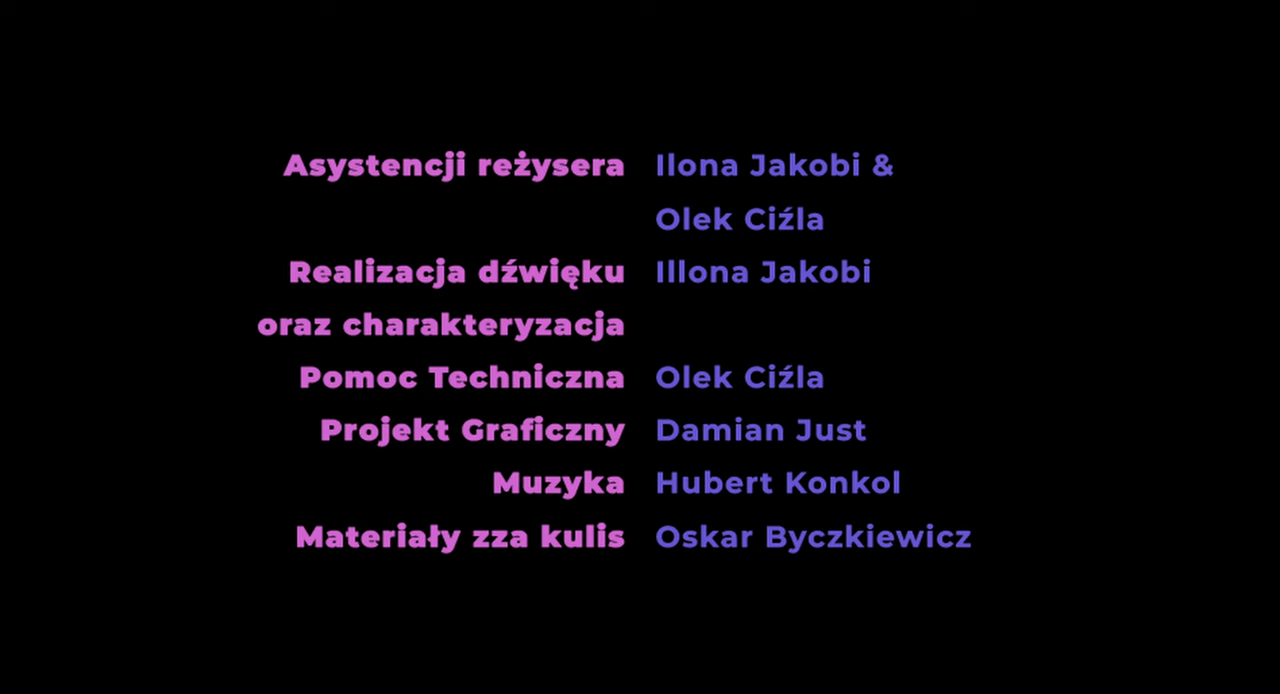 Asystencji reżysera Ilona Jakobi &
Olek Ciźla
Realizacja dźwięku Illona Jakobi
oraz charakteryzacja
Pomoc Techniczna Olek Ciźla
Projekt Graficzny Damian Just
Muzyka Hubert Konkol
Materiały zza kulis Oskar Byczkiewicz